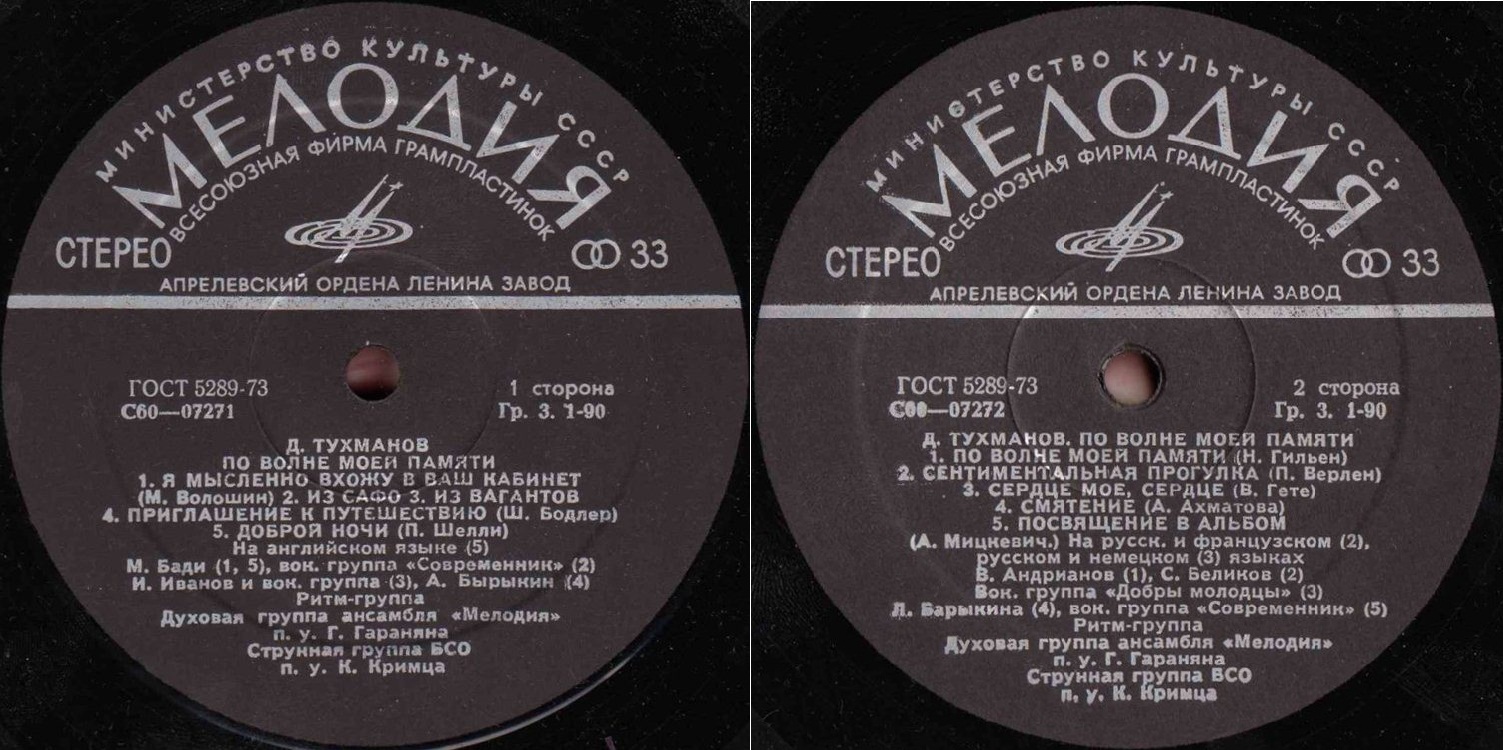 МИНИСТЕРСТВО КУЛЬТУРЫ СССР
МЕЛОДИЯ
ВСЕСОЮЗНАЯ ФИРМА ГРАМПЛАСТИНОК
СТЕРЕО
33
АПРЕЛЕВСКИЙ ОРДЕНА ЛЕНИНА ЗАВОД
ГОСТ 5289-73
1 сторона
С60—07271
Гр. 3. 1-90
Д. ТУХМАНОВ
ПО ВОЛНЕ МОЕЙ ПАМЯТИ
1. Я МЫСЛЕННО ВХОЖУ В ВАШ КАБИНЕТ
(М. Волошин) 2. ИЗ САФО 3. ИЗ ВАГАНТОВ
4. ПРИГЛАШЕНИЕ К ПУТЕШЕСТВИЮ (Ш. Бодлер)
5. ДОБРОЙ НОЧИ (П. Шелли)
На английском языке (5)
М. Бади (1, 5), вок. группа «Современник» (2)
И. Иванов и вок. группа (3), А. Бырыкин (4)
Ритм-группа
Духовая группа ансамбля «Мелодия»
п. у. Г. Гараняна
Струнная группа БСО
п. у. К. Кримца
МИНИСТЕРСТВО КУЛЬТУРЫ СССР
МЕЛОДИЯ
ВСЕСОЮЗНАЯ ФИРМА ГРАМПЛАСТИНОК
СТЕРЕО
33
АПРЕЛЕВСКИЙ ОРДЕНА ЛЕНИНА ЗАВОД
ГОСТ 5289-73
2 сторона
С60—07272
Гр. 3. 1-90
Д. ТУХМАНОВ. ПО ВОЛНЕ МОЕЙ ПАМЯТИ
1. ПО ВОЛНЕ МОЕЙ ПАМЯТИ (Н. Гильен)
2. СЕНТИМЕНТАЛЬНАЯ ПРОГУЛКА (П. Верлен)
3. СЕРДЦЕ МОЕ, СЕРДЦЕ (В. Гете)
4. СМЯТЕНИЕ (А. Ахматова)
5. ПОСВЯЩЕНИЕ В АЛЬБОМ
(А. Мицкевич.) На русск. и французском (2),
русском и немецком (3) языках
В. Андрианов (1), С. Беликов (2)
Вок. группа «Добры молодцы» (3)
Л. Барыкина (4), вок. группа «Современник» (5)
Ритм-группа
Духовая группа ансамбля «Мелодия»
п. у. Г. Гараняна
Струнная группа БСО
п. у. К. Кримца